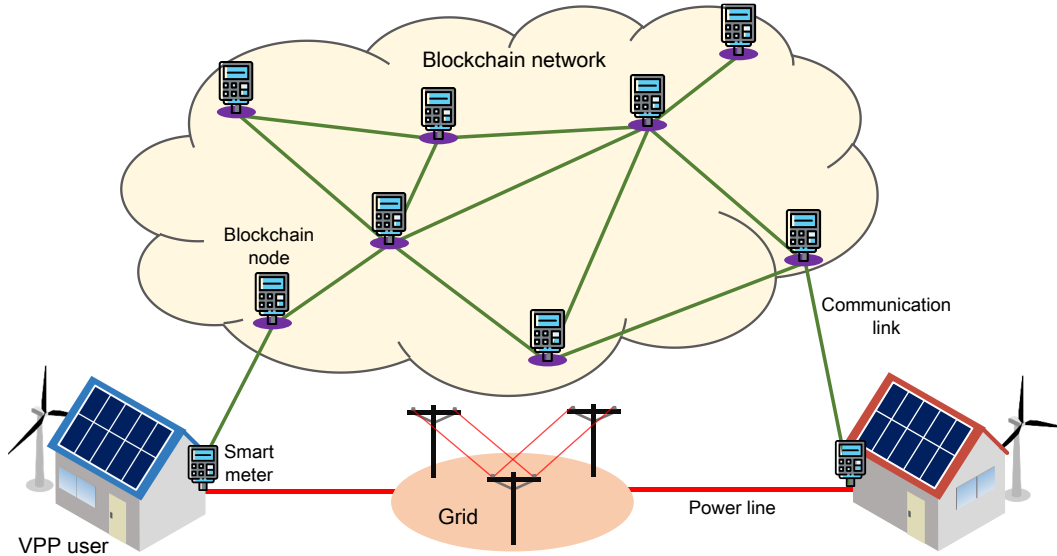 Blockchain network
Blockchain
node
Communication
link
Smart
meter
Grid
Power line
VPP user